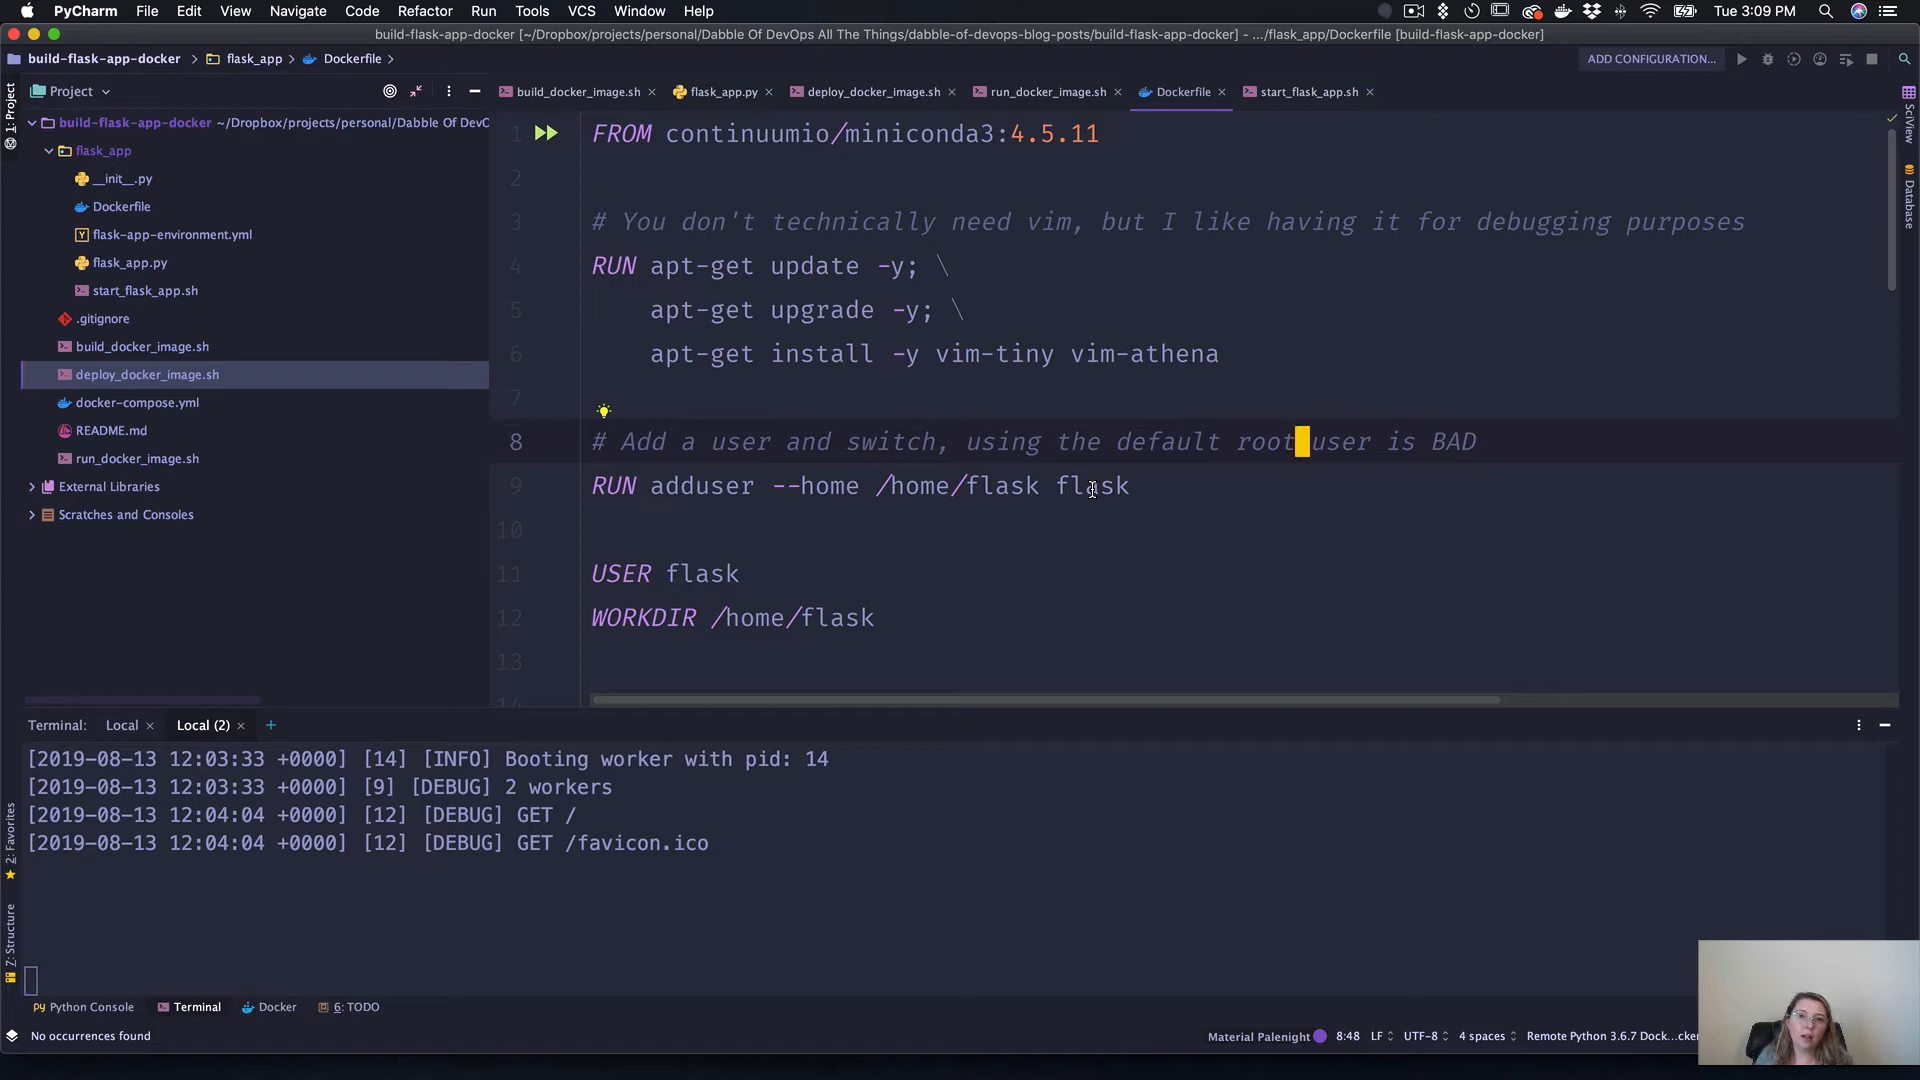 PyCharm File Edit View Navigate Code Refactor Run Tools VCS Window Help Tue 3:09 PM
build-flask-app-docker [~/Dropbox/projects/personal/Dabble Of DevOps All The Things/dabble-of-devops-blog-posts/build-flask-app-docker] - .../flask_app/Dockerfile [build-flask-app-docker]
build-flask-app-docker flask_app Dockerfile ADD CONFIGURATION...
Project build_docker_image.sh flask_app.py deploy_docker_image.sh run_docker_image.sh Dockerfile start_flask_app.sh
1: Project
SciView
Database
build-flask-app-docker ~/Dropbox/projects/personal/Dabble Of DevO
flask_app
__init__.py
Dockerfile
flask-app-environment.yml
flask_app.py
start_flask_app.sh
.gitignore
build_docker_image.sh
deploy_docker_image.sh
docker-compose.yml
README.md
run_docker_image.sh
External Libraries
Scratches and Consoles
1 FROM continuumio/miniconda3:4.5.11
2
3 # You don't technically need vim, but I like having it for debugging purposes
4 RUN apt-get update -y; \
5 apt-get upgrade -y; \
6 apt-get install -y vim-tiny vim-athena
7
8 # Add a user and switch, using the default root user is BAD
9 RUN adduser --home /home/flask flask
10
11 USER flask
12 WORKDIR /home/flask
13
14
Terminal: Local Local (2) +
[2019-08-13 12:03:33 +0000] [14] [INFO] Booting worker with pid: 14
[2019-08-13 12:03:33 +0000] [9] [DEBUG] 2 workers
[2019-08-13 12:04:04 +0000] [12] [DEBUG] GET /
[2019-08-13 12:04:04 +0000] [12] [DEBUG] GET /favicon.ico
2: Favorites
Z: Structure
Python Console Terminal Docker 6: TODO
No occurrences found Material Palenight 8:48 LF UTF-8 4 spaces Remote Python 3.6.7 Dock...cker